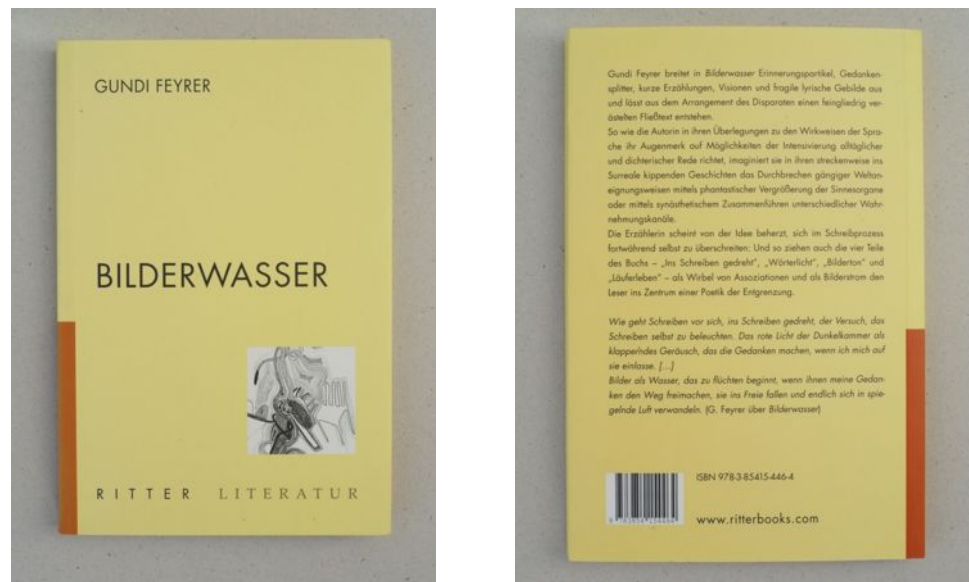 GUNDI FEYRER
BILDERWASSER
RITTER LITERATUR
Gundi Feyrer breitet in Bilderwasser Erinnerungspartikel, Gedanken-
splitter, kurze Erzählungen, Visionen und fragile lyrische Gebilde aus
und lässt aus dem Arrangement des Disparaten einen feingliedrig ver-
ästelten Fließtext entstehen.
So wie die Autorin in ihren Überlegungen zu den Wirkweisen der Spra-
che ihr Augenmerk auf Möglichkeiten der Intensivierung alltäglicher
und dichterischer Rede richtet, imaginiert sie in ihren streckenweise ins
Surreale kippenden Geschichten das Durchbrechen gängiger Weltan-
eignungsweisen mittels phantastischer Vergrößerung der Sinnesorgane
oder mittels synästhetischem Zusammenführen unterschiedlicher Wahr-
nehmungskanäle.
Die Erzählerin scheint von der Idee beherzt, sich im Schreibprozess
fortwährend selbst zu überschreiten: Und so ziehen auch die vier Teile
des Buchs – „Ins Schreiben gedreht“, „Wörterlicht“, „Bilderton“ und
„Läuferleben“ – als Wirbel von Assoziationen und als Bilderstrom den
Leser ins Zentrum einer Poetik der Entgrenzung.
Wie geht Schreiben vor sich, ins Schreiben gedreht, der Versuch, das
Schreiben selbst zu beleuchten. Das rote Licht der Dunkelkammer als
klapperndes Geräusch, das die Gedanken machen, wenn ich mich auf
sie einlasse. [...]
Bilder als Wasser, das zu flüchten beginnt, wenn ihnen meine Gedan-
ken den Weg freimachen, sie ins Freie fallen und endlich sich in spie-
gelnde Luft verwandeln. (G. Feyrer über Bilderwasser)
ISBN 978-3-85415-446-4
www.ritterbooks.com